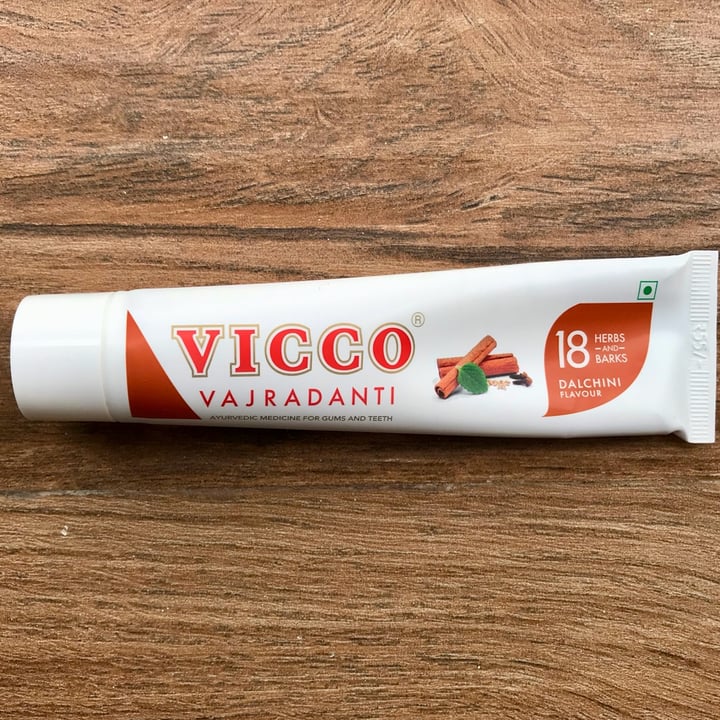 VICCO®
VAJRADANTI
AYURVEDIC MEDICINE FOR GUMS AND TEETH
18 HERBS
AND
BARKS
DALCHINI
FLAVOUR